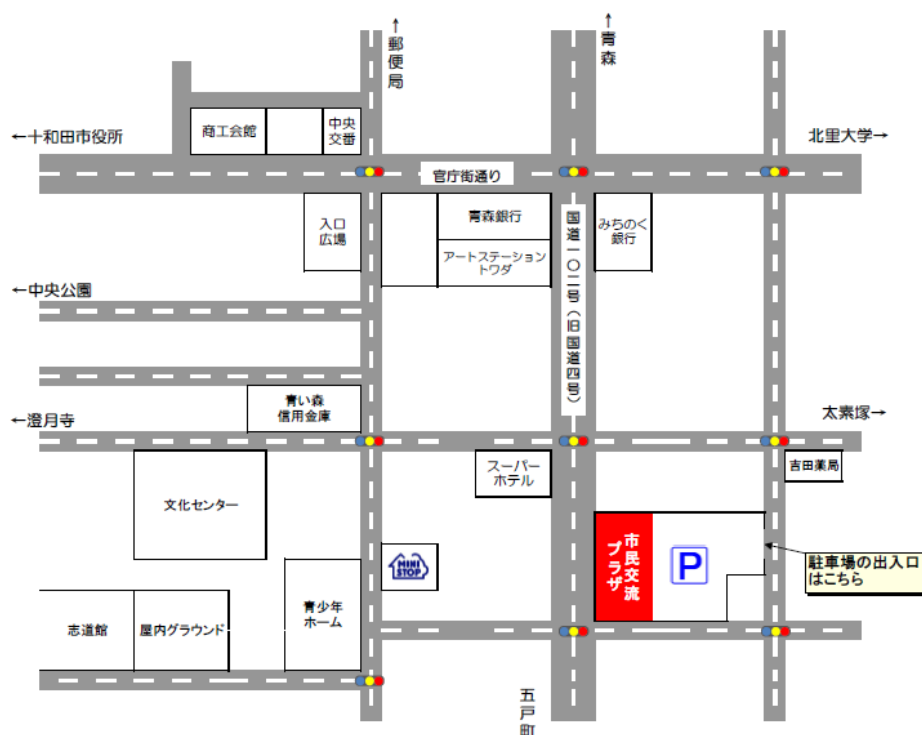 ↑郵便局
↑青森
←十和田市役所
商工会館
中央
交番
北里大学→
官庁街通り
入口
広場
青森銀行
アートステーション
トワダ
国道一〇二号(旧国道四号)
みちのく
銀行
←中央公園
青い森
信用金庫
←澄月寺
太素塚→
スーパー
ホテル
吉田薬局
文化センター
MINI
STOP
市民交流
プラザ
P
駐車場の出入口
はこちら
志道館
屋内グラウンド
青少年
ホーム
五戸町